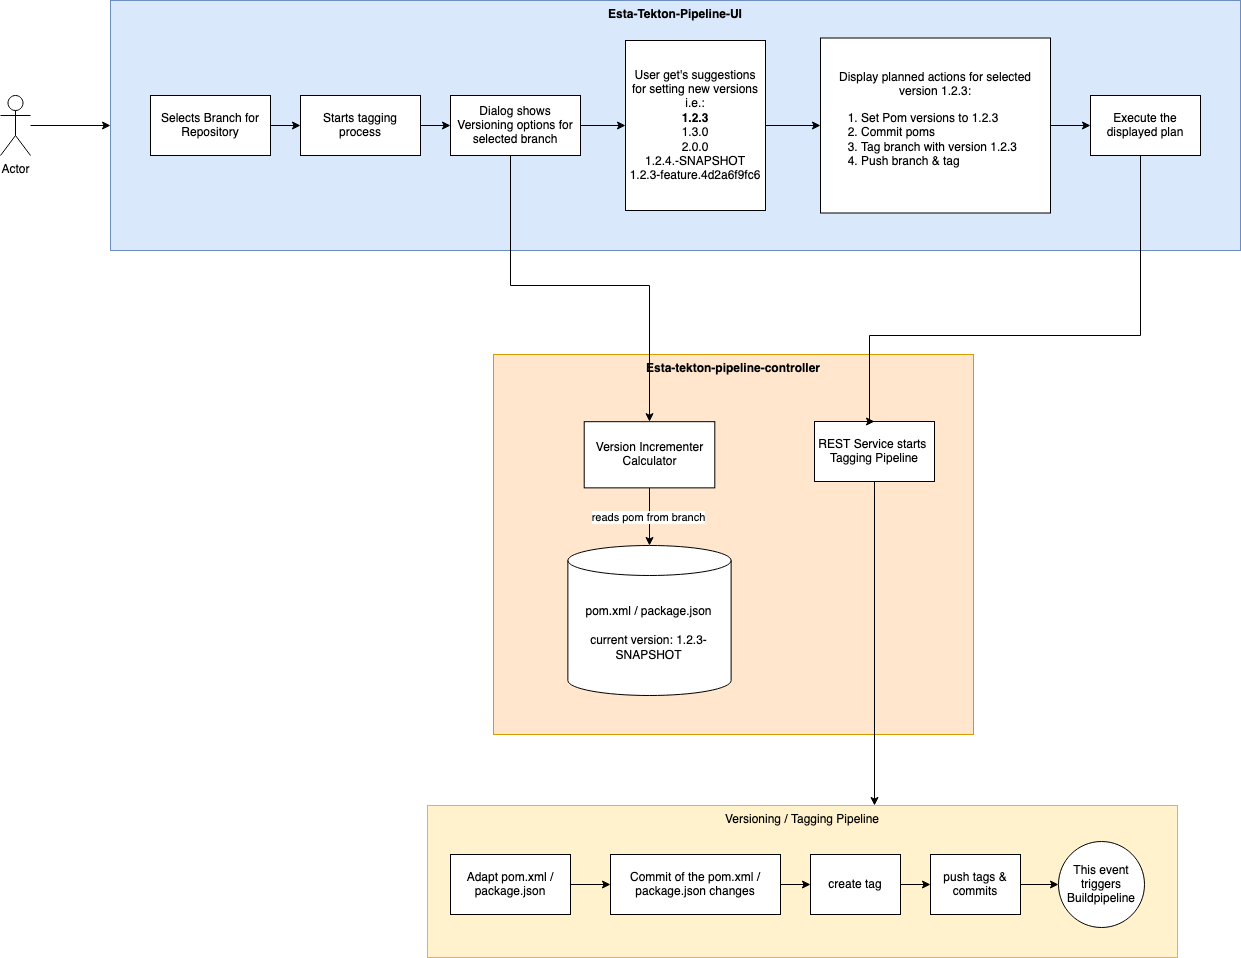 Esta-Tekton-Pipeline-UI
Actor
Selects Branch for
Repository
Starts tagging
process
Dialog shows
Versioning options for
selected branch
User get's suggestions
for setting new versions
i.e.:
1.2.3
1.3.0
2.0.0
1.2.4.-SNAPSHOT
1.2.3-feature.4d2a6f9fc6
Display planned actions for selected
version 1.2.3:
1. Set Pom versions to 1.2.3
2. Commit poms
3. Tag branch with version 1.2.3
4. Push branch & tag
Execute the
displayed plan
Esta-tekton-pipeline-controller
Version Incrementer
Calculator
reads pom from branch
pom.xml / package.json
current version: 1.2.3-
SNAPSHOT
REST Service starts
Tagging Pipeline
Versioning / Tagging Pipeline
Adapt pom.xml /
package.json
Commit of the pom.xml /
package.json changes
create tag
push tags &
commits
This event
triggers
Buildpipeline